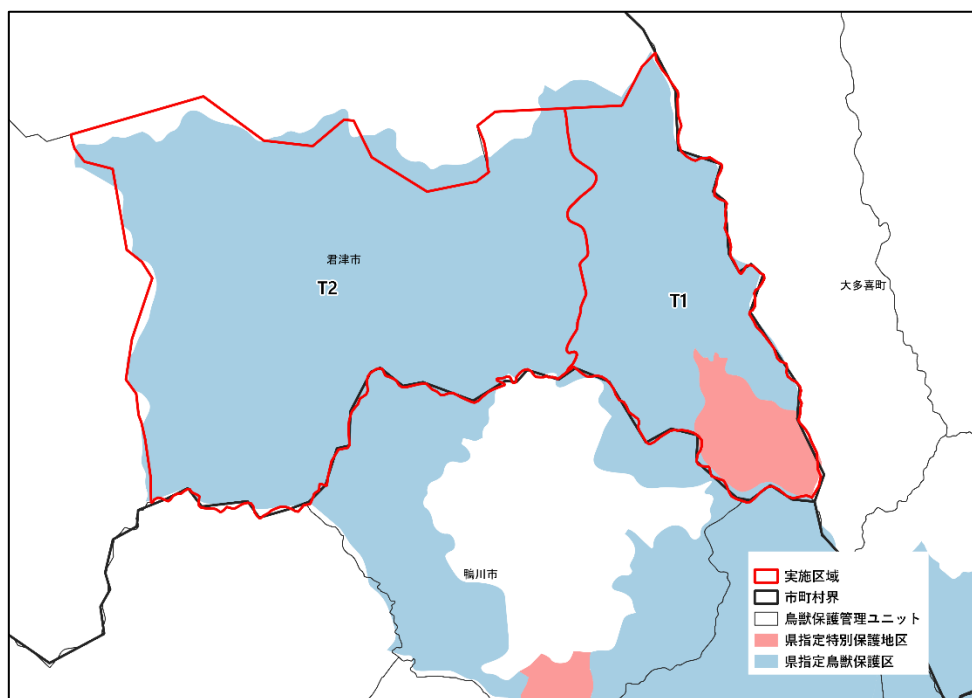 君津市
T2
T1
大多喜町
鴨川市
実施区域
市町村界
鳥獣保護管理ユニット
県指定特別保護地区
県指定鳥獣保護区